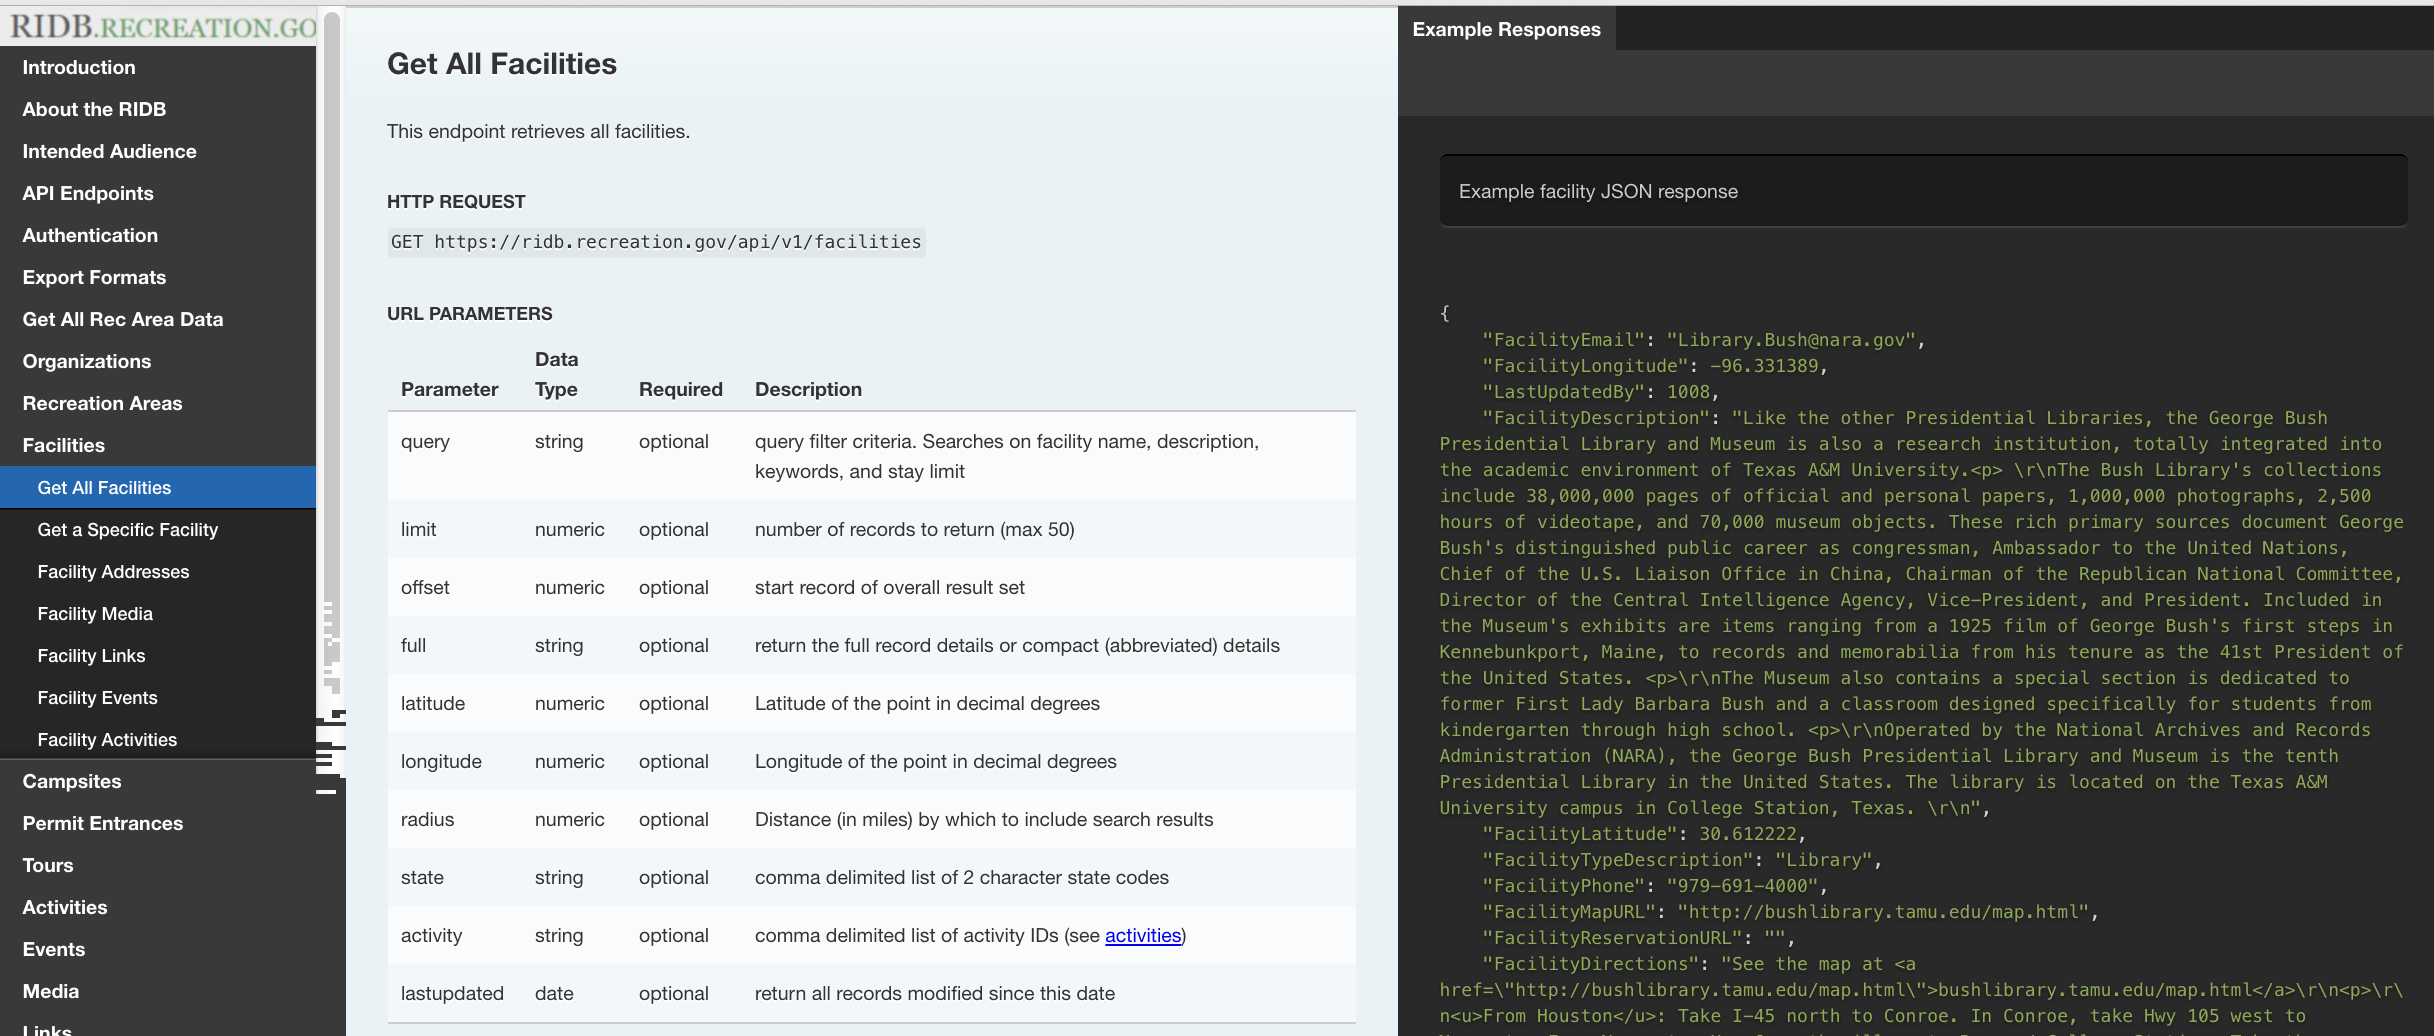 RIDB.RECREATION.GO
Introduction
About the RIDB
Intended Audience
API Endpoints
Authentication
Export Formats
Get All Rec Area Data
Organizations
Recreation Areas
Facilities
Get All Facilities
Get a Specific Facility
Facility Addresses
Facility Media
Facility Links
Facility Events
Facility Activities
Campsites
Permit Entrances
Tours
Activities
Events
Media
Links
Get All Facilities
This endpoint retrieves all facilities.
HTTP REQUEST
GET https://ridb.recreation.gov/api/v1/facilities
URL PARAMETERS
Parameter Data Type Required Description
query string optional query filter criteria. Searches on facility name, description,
keywords, and stay limit
limit numeric optional number of records to return (max 50)
offset numeric optional start record of overall result set
full string optional return the full record details or compact (abbreviated) details
latitude numeric optional Latitude of the point in decimal degrees
longitude numeric optional Longitude of the point in decimal degrees
radius numeric optional Distance (in miles) by which to include search results
state string optional comma delimited list of 2 character state codes
activity string optional comma delimited list of activity IDs (see activities)
lastupdated date optional return all records modified since this date
Example Responses
Example facility JSON response
{
"FacilityEmail": "Library.Bush@nara.gov",
"FacilityLongitude": -96.331389,
"LastUpdatedBy": 1008,
"FacilityDescription": "Like the other Presidential Libraries, the George Bush
Presidential Library and Museum is also a research institution, totally integrated into
the academic environment of Texas A&M University.<p> \r\nThe Bush Library's collections
include 38,000,000 pages of official and personal papers, 1,000,000 photographs, 2,500
hours of videotape, and 70,000 museum objects. These rich primary sources document George
Bush's distinguished public career as congressman, Ambassador to the United Nations,
Chief of the U.S. Liaison Office in China, Chairman of the Republican National Committee,
Director of the Central Intelligence Agency, Vice-President, and President. Included in
the Museum's exhibits are items ranging from a 1925 film of George Bush's first steps in
Kennebunkport, Maine, to records and memorabilia from his tenure as the 41st President of
the United States. <p>\r\nThe Museum also contains a special section is dedicated to
former First Lady Barbara Bush and a classroom designed specifically for students from
kindergarten through high school. <p>\r\nOperated by the National Archives and Records
Administration (NARA), the George Bush Presidential Library and Museum is the tenth
Presidential Library in the United States. The library is located on the Texas A&M
University campus in College Station, Texas. \r\n",
"FacilityLatitude": 30.612222,
"FacilityTypeDescription": "Library",
"FacilityPhone": "979-691-4000",
"FacilityMapURL": "http://bushlibrary.tamu.edu/map.html",
"FacilityReservationURL": "",
"FacilityDirections": "See the map at <a
href=\"http://bushlibrary.tamu.edu/map.html\">bushlibrary.tamu.edu/map.html</a>\r\n<p>\r\
n<u>From Houston</u>: Take I-45 north to Conroe. In Conroe, take Hwy 105 west to